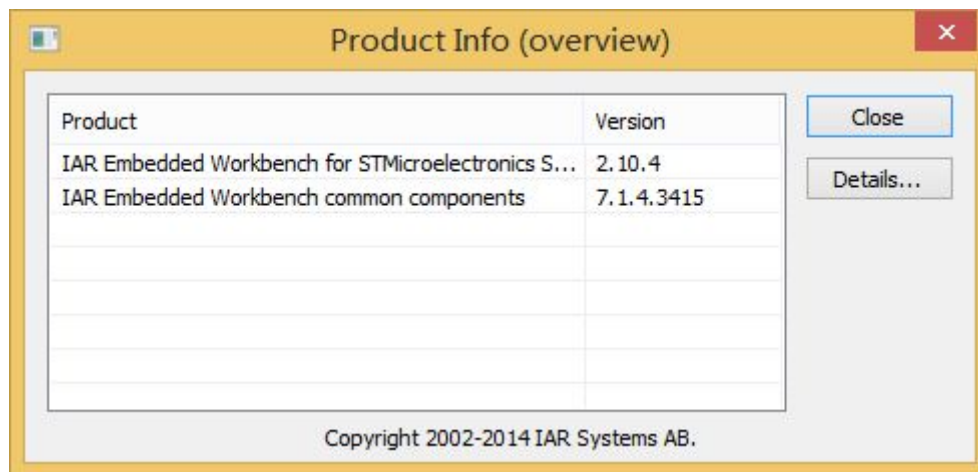 Product Info (overview)
Product Version
Close
IAR Embedded Workbench for STMicroelectronics S... 2.10.4
Details...
IAR Embedded Workbench common components 7.1.4.3415
Copyright 2002-2014 IAR Systems AB.